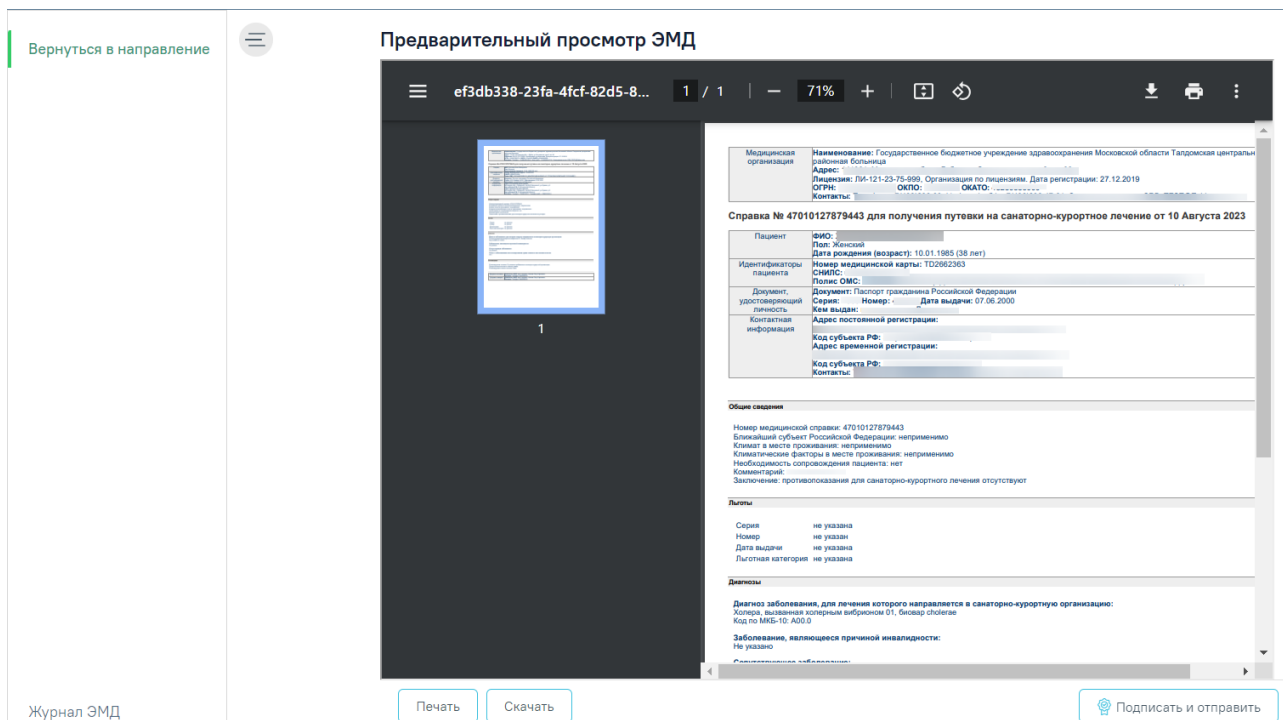 Вернуться в направление
Предварительный просмотр ЭМД
ef3db338-23fa-4fcf-82d5-8... 1 / 1 71%
1
Медицинская организация
Наименование: Государственное бюджетное учреждение здравоохранения Московской области Талдомская центральн
районная больница
Адрес:
Лицензия: ЛИ-121-23-75-999, Организация по лицензиям. Дата регистрации: 27.12.2019
ОГРН: ОКПО: ОКАТО:
Контакты:
Справка № 47010127879443 для получения путевки на санаторно-курортное лечение от 10 Августа 2023
Пациент
ФИО:
Пол: Женский
Дата рождения (возраст): 10.01.1985 (38 лет)
Идентификаторы пациента
Номер медицинской карты: TD2662363
СНИЛС:
Полис ОМС:
Документ, удостоверяющий личность
Документ: Паспорт гражданина Российской Федерации
Серия: Номер: Дата выдачи: 07.06.2000
Кем выдан:
Контактная информация
Адрес постоянной регистрации:
Код субъекта РФ:
Адрес временной регистрации:
Код субъекта РФ:
Контакты:
Общие сведения
Номер медицинской справки: 47010127879443
Ближайший субъект Российской Федерации: неприменимо
Климат в месте проживания: неприменимо
Климатические факторы в месте проживания: неприменимо
Необходимость сопровождения пациента: нет
Комментарий:
Заключение: противопоказания для санаторно-курортного лечения отсутствуют
Льготы
Серия не указана
Номер не указан
Дата выдачи не указана
Льготная категория не указана
Диагнозы
Диагноз заболевания, для лечения которого направляется в санаторно-курортную организацию:
Холера, вызванная холерным вибрионом 01, биовар cholerae
Код по МКБ-10: A00.0
Заболевание, являющееся причиной инвалидности:
Не указано
Сопутствующее заболевание:
Журнал ЭМД
Печать
Скачать
Подписать и отправить